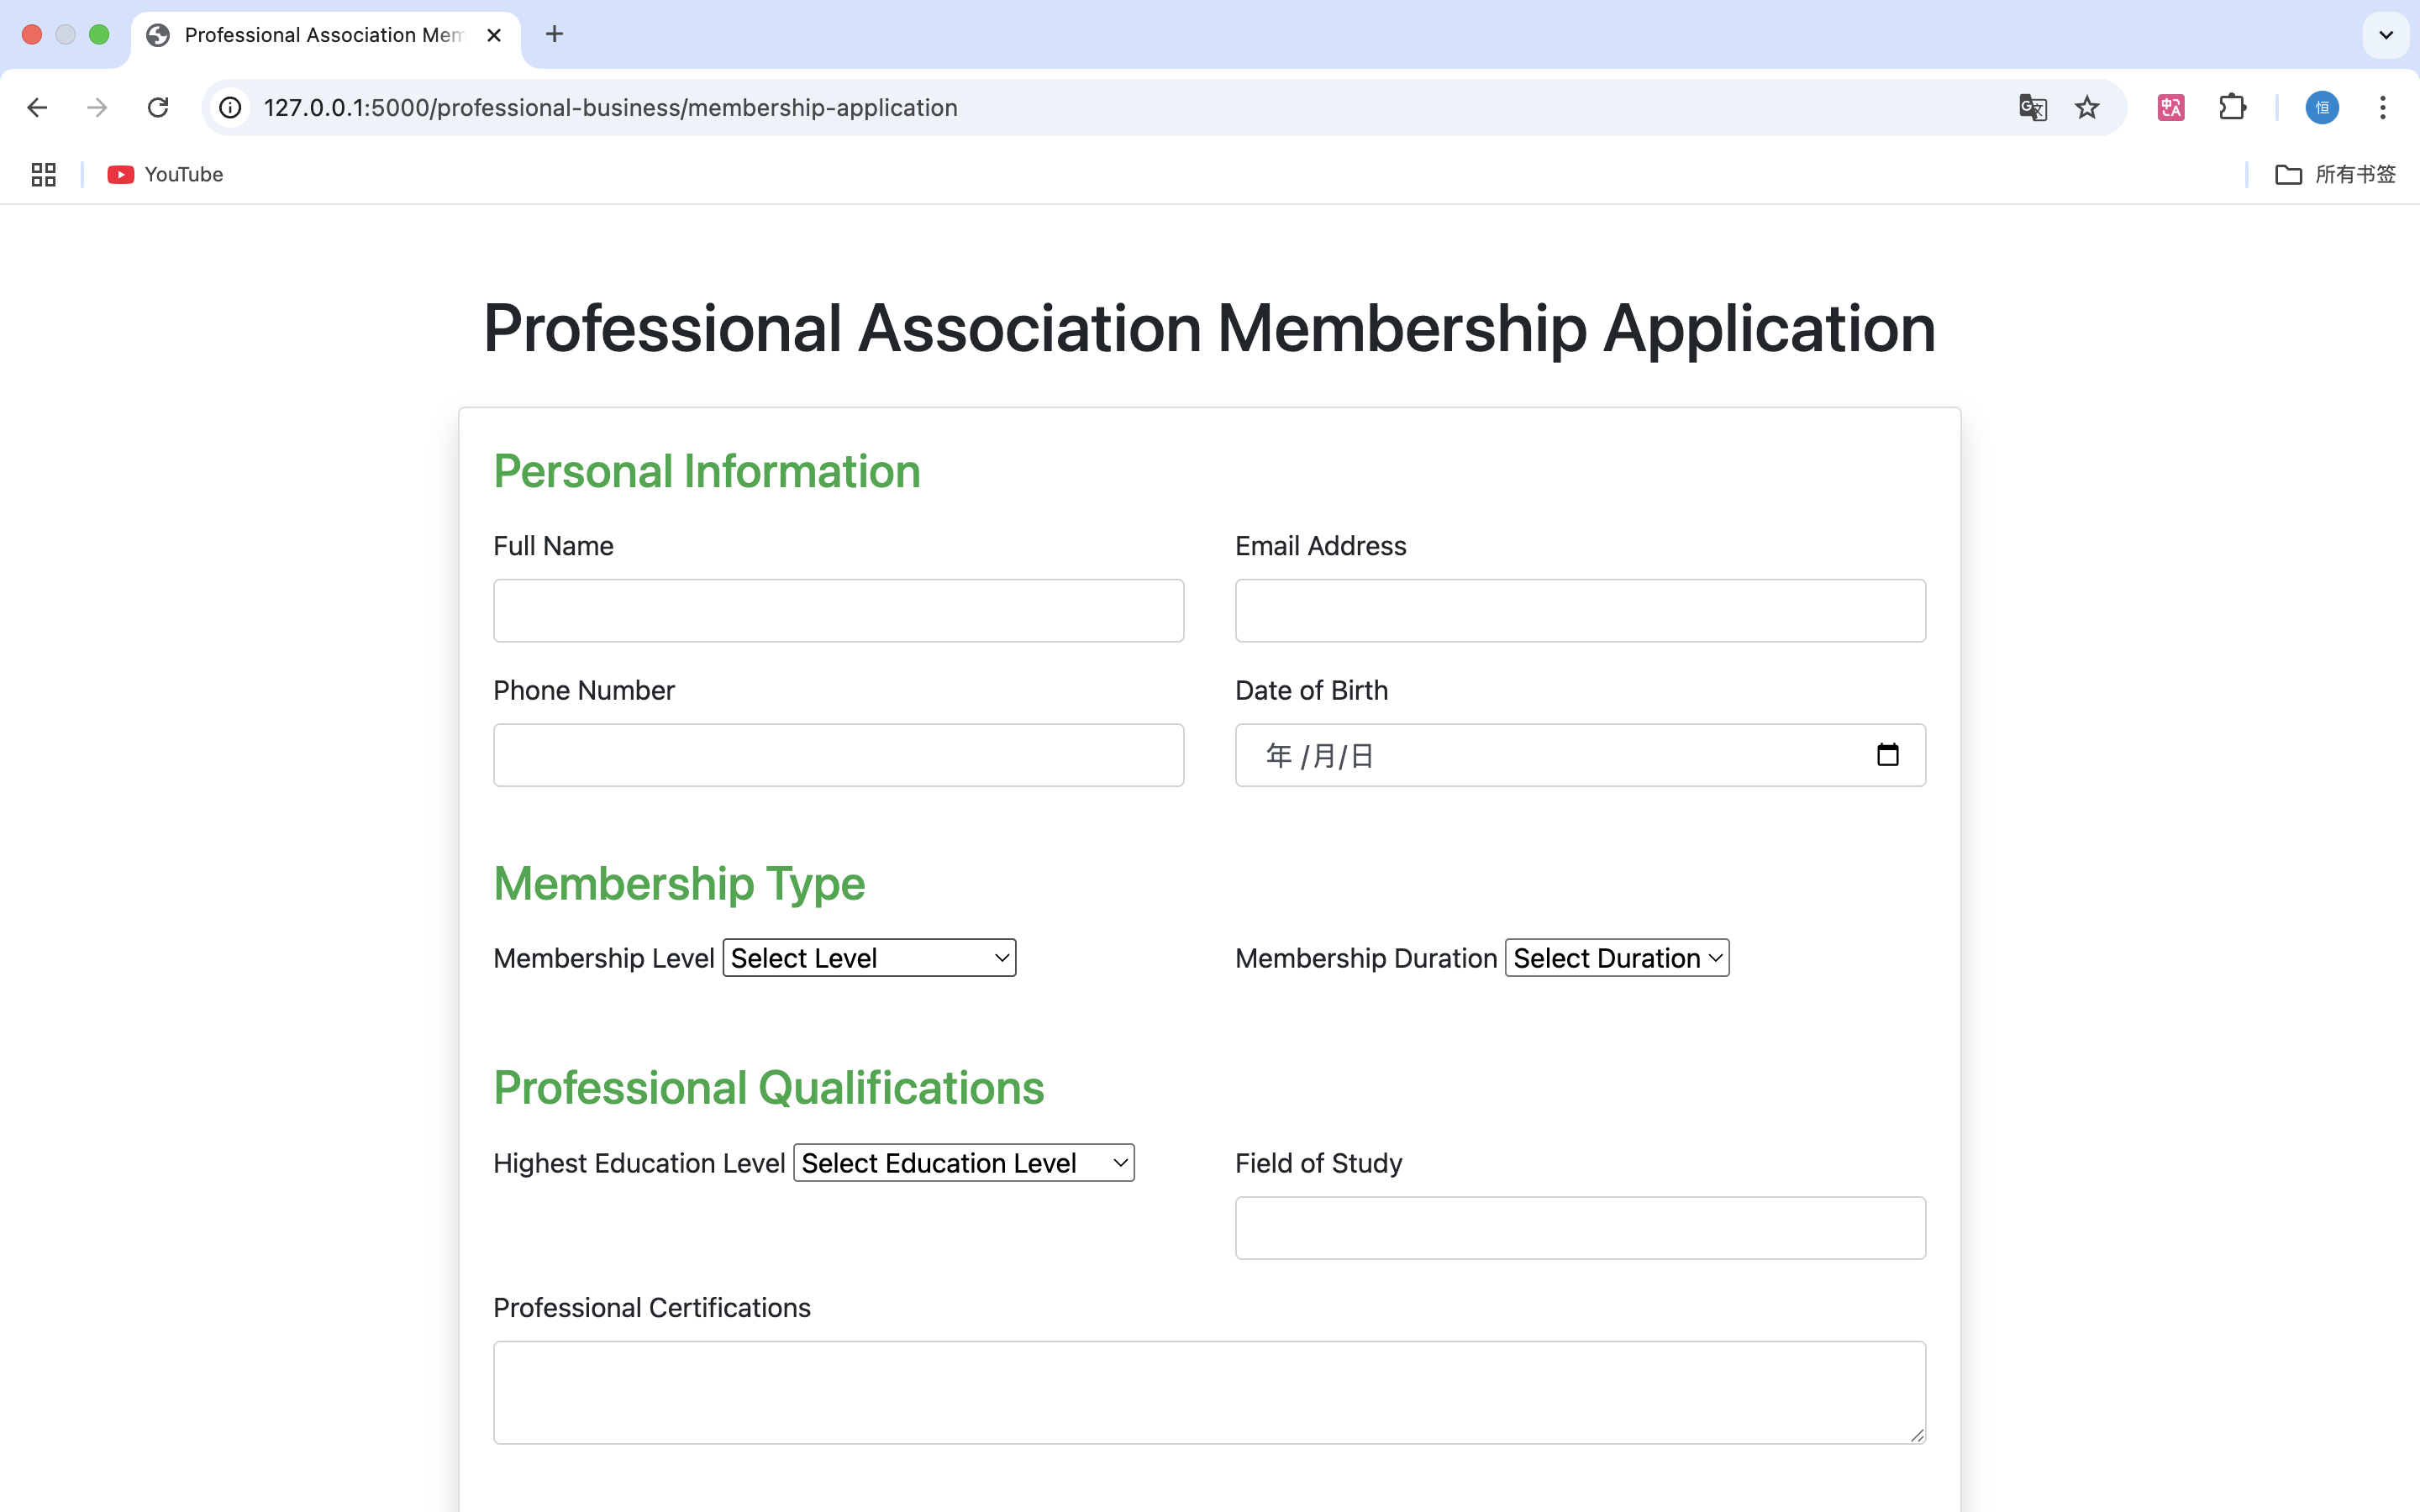 Professional Association Mem
127.0.0.1:5000/professional-business/membership-application
恒
YouTube
所有书签
Professional Association Membership Application
Personal Information
Full Name
Email Address
Phone Number
Date of Birth
年 /月/日
Membership Type
Membership Level Select Level
Membership Duration Select Duration
Professional Qualifications
Highest Education Level Select Education Level
Field of Study
Professional Certifications